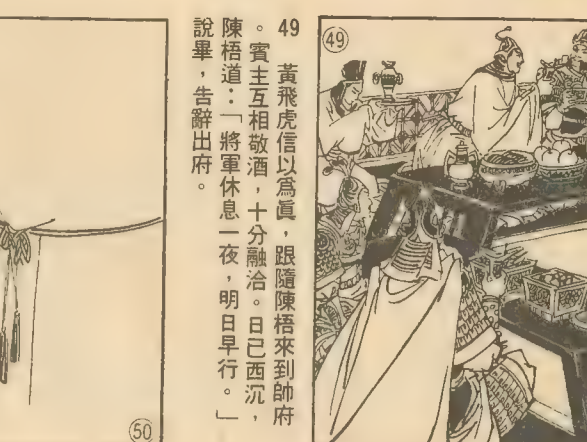 ㊾
49 黃飛虎信以爲眞，跟隨陳梧來到帥府
。賓主互相敬酒，十分融洽。日已西沉，
陳梧道：「將軍休息一夜，明日早行。」
說畢，告辭出府。
㊿